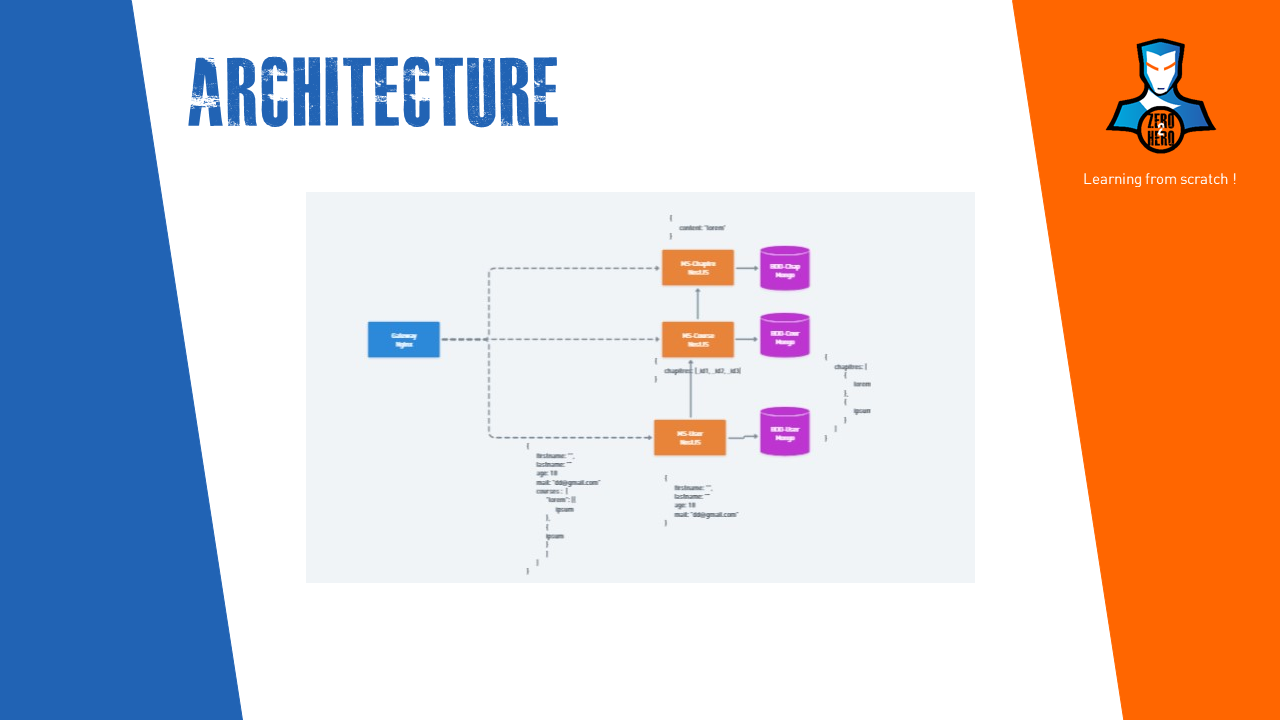 ARCHITECTURE
ZERO
2
HERO
Learning from scratch !
{
content: "lorem"
}
MS-Chapitre
NestJS
BDD-Chap
Mongo
Gateway
Nginx
MS-Course
NestJS
BDD-Cour
Mongo
{
chapitres: [_id1, _id2, _id3]
}
{
chapitres: [
{
lorem
},
{
ipsum
}
]
}
MS-User
NestJS
BDD-User
Mongo
{
firstname: "",
lastname: ""
age: 18
mail: "dd@gmail.com"
courses : [
"lorem": [{
ipsum
},
{
ipsum
}
]
]
}
{
firstname: "",
lastname: ""
age: 18
mail: "dd@gmail.com"
}